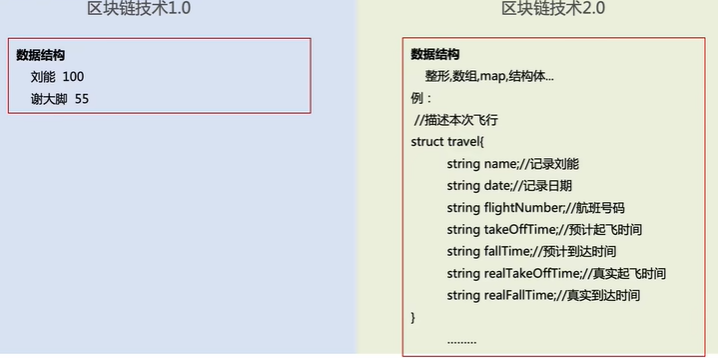 区块链技术1.0
数据结构
刘能 100
谢大脚 55
区块链技术2.0
数据结构
整形,数组,map,结构体...
例：
//描述本次飞行
struct travel{
string name;//记录刘能
string date;//记录日期
string flightNumber;//航班号码
string takeOffTime;//预计起飞时间
string fallTime;//预计到达时间
string realTakeOffTime;//真实起飞时间
string realFallTime;//真实到达时间
}
.........